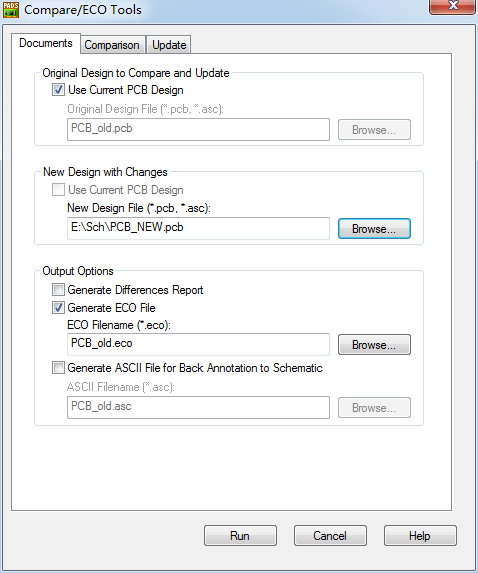 PADS
Compare/ECO Tools
Documents Comparison Update
Original Design to Compare and Update
Use Current PCB Design
Original Design File (*.pcb, *.asc):
PCB_old.pcb Browse...
New Design with Changes
Use Current PCB Design
New Design File (*.pcb, *.asc):
E:\Sch\PCB_NEW.pcb Browse...
Output Options
Generate Differences Report
Generate ECO File
ECO Filename (*.eco):
PCB_old.eco Browse...
Generate ASCII File for Back Annotation to Schematic
ASCII Filename (*.asc):
PCB_old.asc Browse...
Run Cancel Help